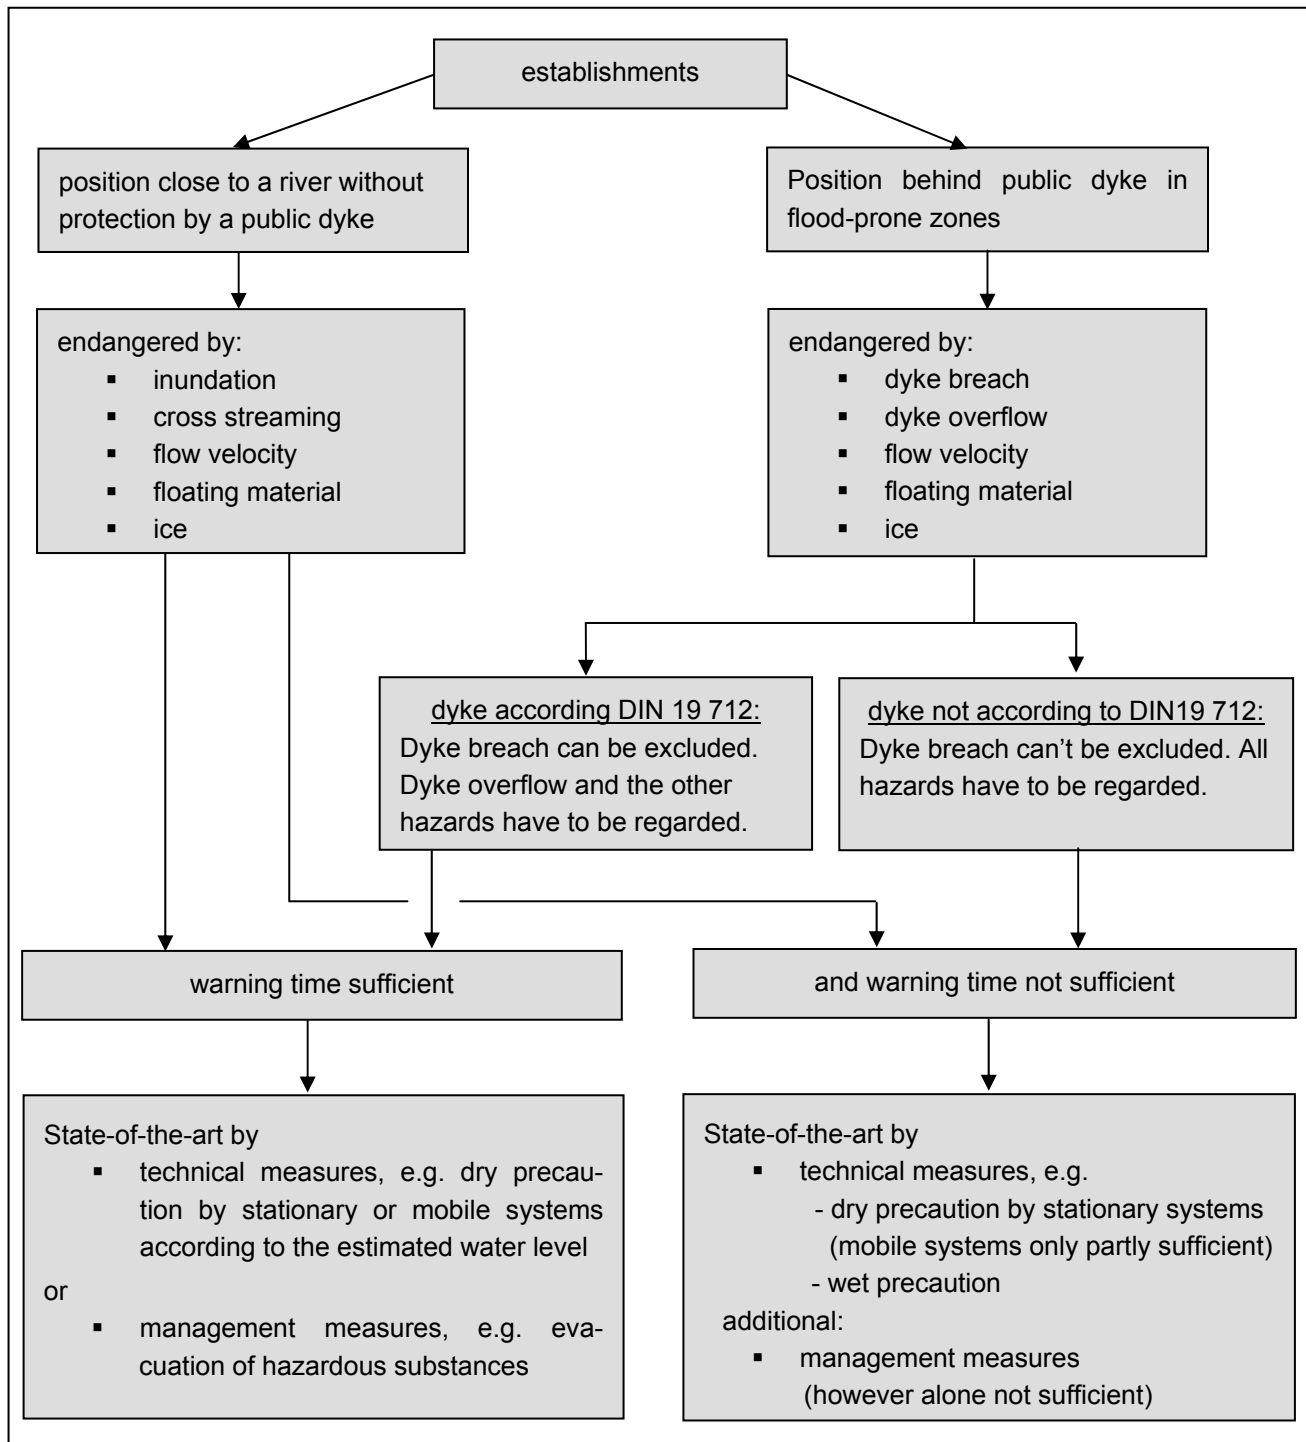 establishments
position close to a river without
protection by a public dyke
Position behind public dyke in
flood-prone zones
endangered by:
▪ inundation
▪ cross streaming
▪ flow velocity
▪ floating material
▪ ice
endangered by:
▪ dyke breach
▪ dyke overflow
▪ flow velocity
▪ floating material
▪ ice
dyke according DIN 19 712:
Dyke breach can be excluded.
Dyke overflow and the other
hazards have to be regarded.
dyke not according to DIN19 712:
Dyke breach can't be excluded. All
hazards have to be regarded.
warning time sufficient
and warning time not sufficient
State-of-the-art by
▪ technical measures, e.g. dry precau-
tion by stationary or mobile systems
according to the estimated water level
or
▪ management measures, e.g. eva-
cuation of hazardous substances
State-of-the-art by
▪ technical measures, e.g.
- dry precaution by stationary systems
(mobile systems only partly sufficient)
- wet precaution
additional:
▪ management measures
(however alone not sufficient)